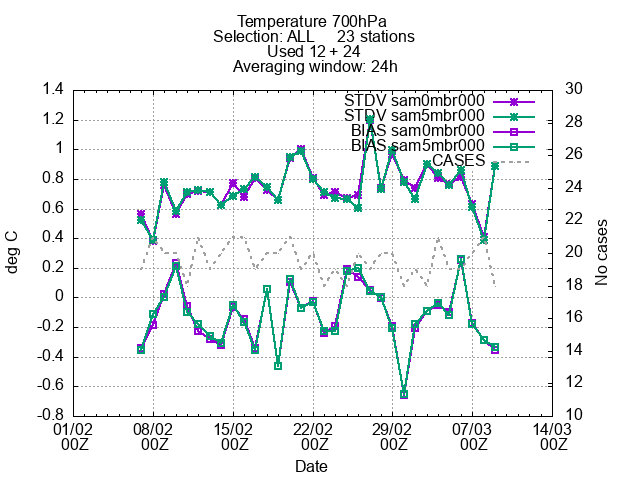 Temperature 700hPa
Selection: ALL 23 stations
Used 12 + 24
Averaging window: 24h
STDV sam0mbr000
STDV sam5mbr000
BIAS sam0mbr000
BIAS sam5mbr000
CASES
deg C
1.4
1.2
1
0.8
0.6
0.4
0.2
0
-0.2
-0.4
-0.6
-0.8
30
28
26
24
22
20
18
16
14
12
10
No cases
01/02 08/02 15/02 22/02 29/02 07/03 14/03
00Z 00Z 00Z 00Z 00Z 00Z 00Z
Date